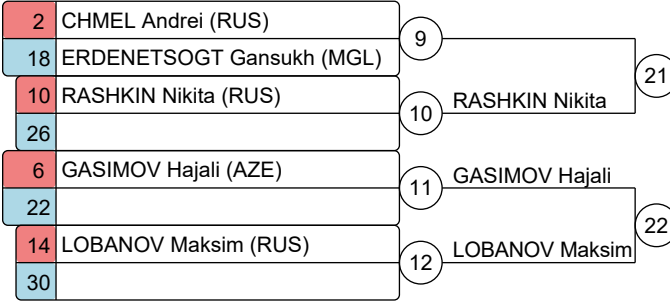 2 CHMEL Andrei (RUS)
9
18 ERDENETSOGT Gansukh (MGL)
21
10 RASHKIN Nikita (RUS)
10 RASHKIN Nikita
26
6 GASIMOV Hajali (AZE)
11 GASIMOV Hajali
22
22
14 LOBANOV Maksim (RUS)
12 LOBANOV Maksim
30